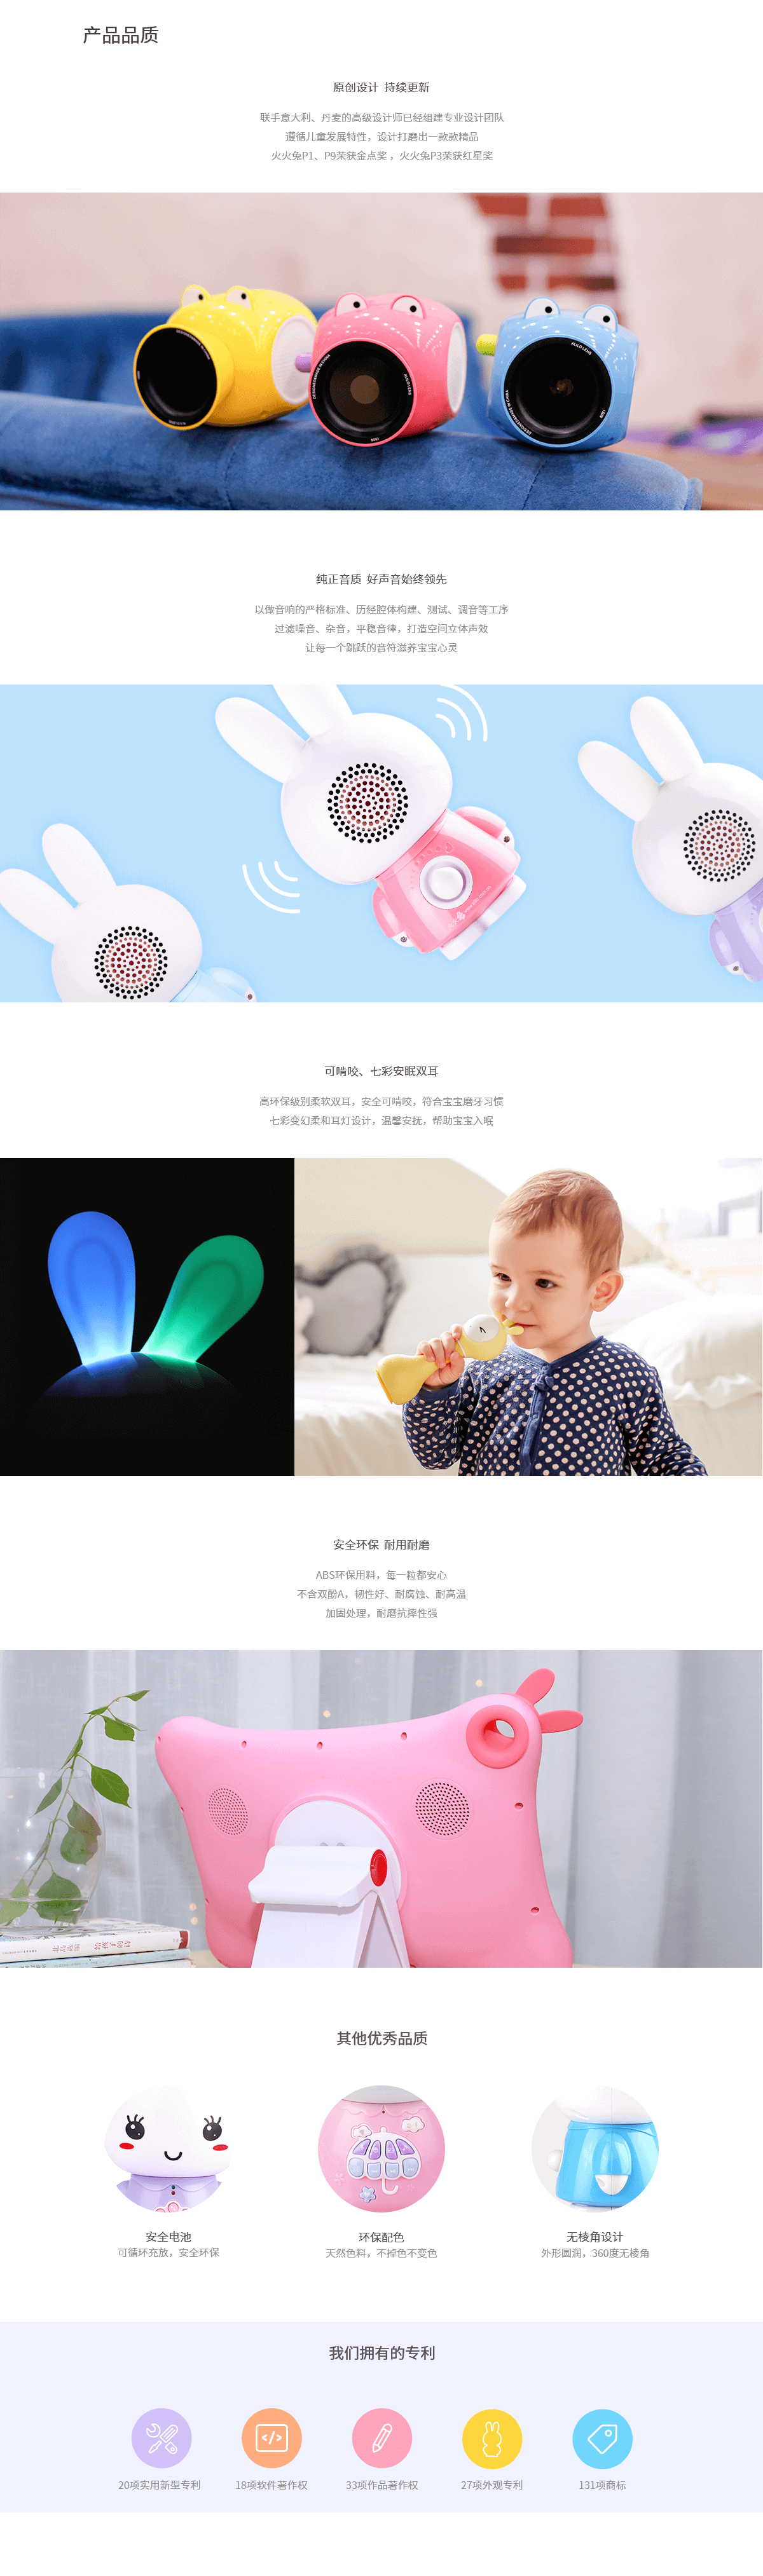 产品品质
原创设计 持续更新
联手意大利、丹麦的高级设计师已经组建专业设计团队
遵循儿童发展特性，设计打磨出一款款精品
火火兔P1、P9荣获金点奖 ，火火兔P3荣获红星奖
纯正音质 好声音始终领先
以做音响的严格标准、历经腔体构建、测试、调音等工序
过滤噪音、杂音，平稳音律，打造空间立体声效
让每一个跳跃的音符滋养宝宝心灵
可啃咬、七彩安眠双耳
高环保级别柔软双耳，安全可啃咬，符合宝宝磨牙习惯
七彩变幻柔和耳灯设计，温馨安抚，帮助宝宝入眠
安全环保 耐用耐磨
ABS环保用料，每一粒都安心
不含双酚A，韧性好、耐腐蚀、耐高温
加固处理，耐磨抗摔性强
其他优秀品质
安全电池
可循环充放，安全环保
环保配色
天然色料，不掉色不变色
无棱角设计
外形圆润，360度无棱角
我们拥有的专利
20项实用新型专利
18项软件著作权
33项作品著作权
27项外观专利
131项商标